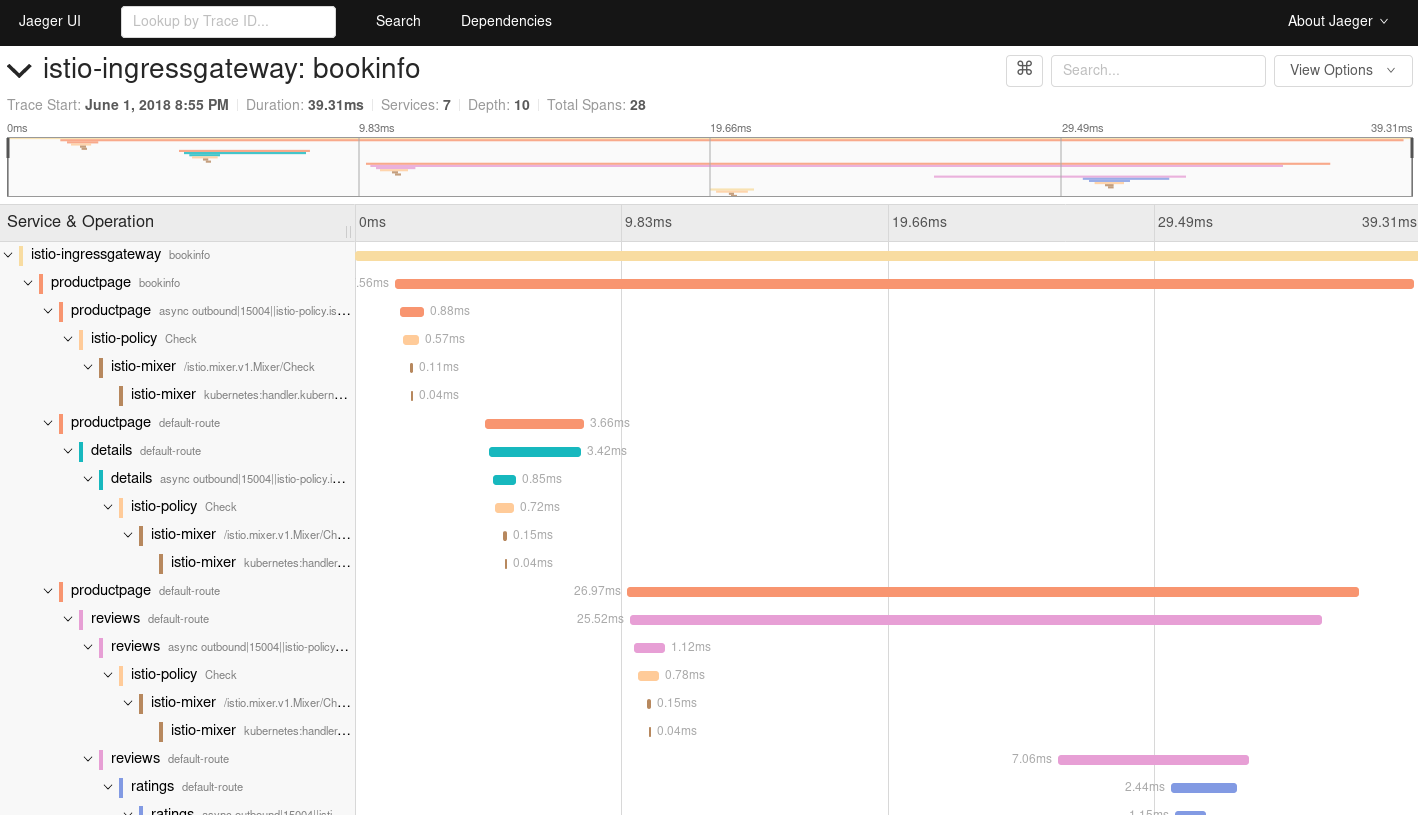 Jaeger UI Lookup by Trace ID... Search Dependencies About Jaeger
istio-ingressgateway: bookinfo ⌘ Search... View Options
Trace Start: June 1, 2018 8:55 PM Duration: 39.31ms Services: 7 Depth: 10 Total Spans: 28
0ms 9.83ms 19.66ms 29.49ms 39.31ms
Service & Operation 0ms 9.83ms 19.66ms 29.49ms 39.31ms
istio-ingressgateway bookinfo
productpage bookinfo .56ms
productpage async outbound|15004||istio-policy.is... 0.88ms
istio-policy Check 0.57ms
istio-mixer /istio.mixer.v1.Mixer/Check 0.11ms
istio-mixer kubernetes:handler.kubern... 0.04ms
productpage default-route 3.66ms
details default-route 3.42ms
details async outbound|15004||istio-policy.i... 0.85ms
istio-policy Check 0.72ms
istio-mixer /istio.mixer.v1.Mixer/Ch... 0.15ms
istio-mixer kubernetes:handler... 0.04ms
productpage default-route 26.97ms
reviews default-route 25.52ms
reviews async outbound|15004||istio-policy... 1.12ms
istio-policy Check 0.78ms
istio-mixer /istio.mixer.v1.Mixer/Ch... 0.15ms
istio-mixer kubernetes:handler... 0.04ms
reviews default-route 7.06ms
ratings default-route 2.44ms
ratings async outbound|15004||isti... 1.15ms